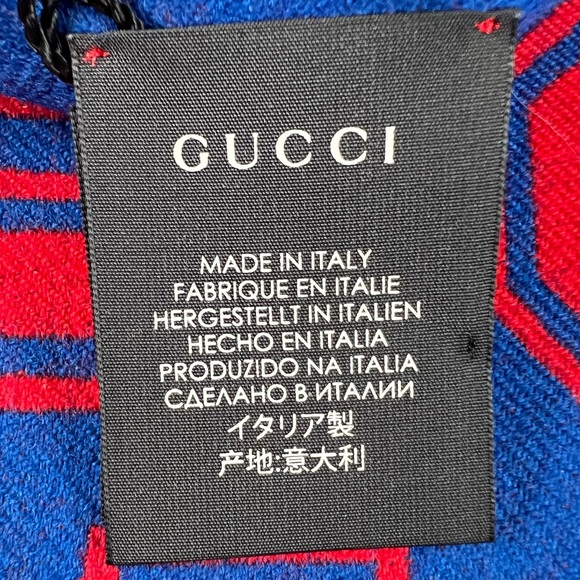 GUCCI
MADE IN ITALY
FABRIQUE EN ITALIE
HERGESTELLT IN ITALIEN
HECHO EN ITALIA
PRODUZIDO NA ITALIA
СДЕЛАНО В ИТАЛИИ
イタリア製
产地:意大利